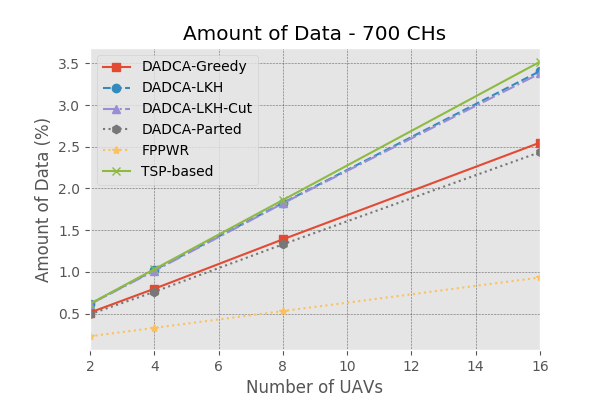 Amount of Data - 700 CHs
DADCA-Greedy
DADCA-LKH
DADCA-LKH-Cut
DADCA-Parted
FPPWR
TSP-based
Amount of Data (%)
3.5
3.0
2.5
2.0
1.5
1.0
0.5
2 4 6 8 10 12 14 16
Number of UAVs